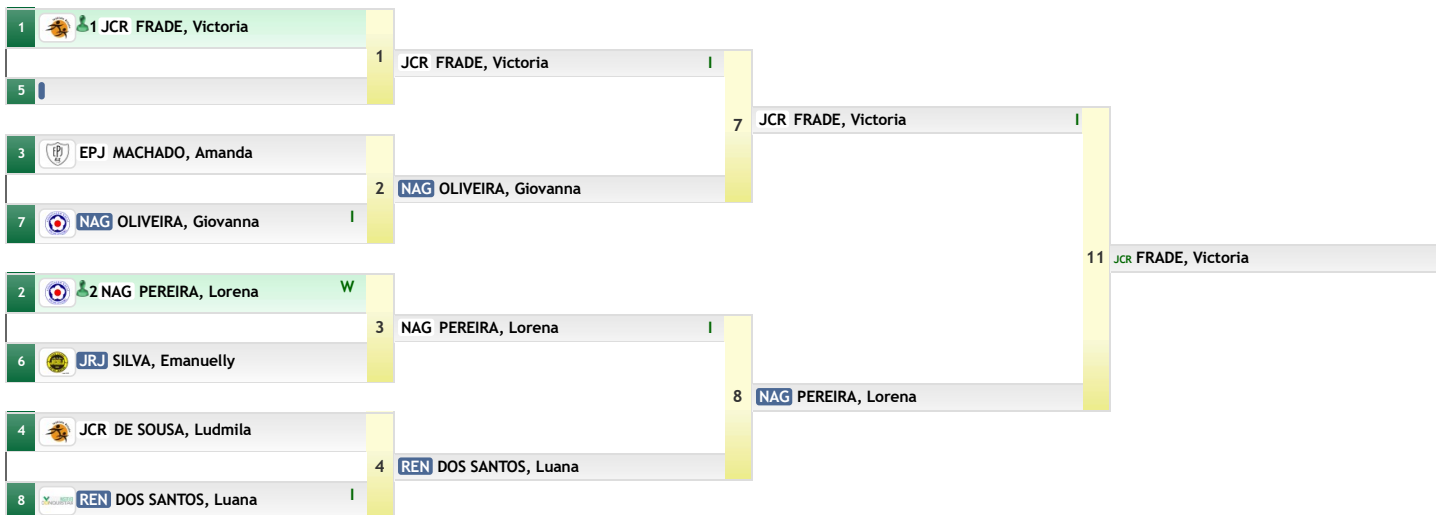 1 1 JCR FRADE, Victoria
1
JCR FRADE, Victoria I
5
7
JCR FRADE, Victoria I
3 EPJ MACHADO, Amanda
2
NAG OLIVEIRA, Giovanna
7 NAG OLIVEIRA, Giovanna I
11
JCR FRADE, Victoria
2 2 NAG PEREIRA, Lorena W
3
NAG PEREIRA, Lorena I
6 JRJ SILVA, Emanuelly
8
NAG PEREIRA, Lorena
4 JCR DE SOUSA, Ludmila
4
REN DOS SANTOS, Luana
8 REN DOS SANTOS, Luana I